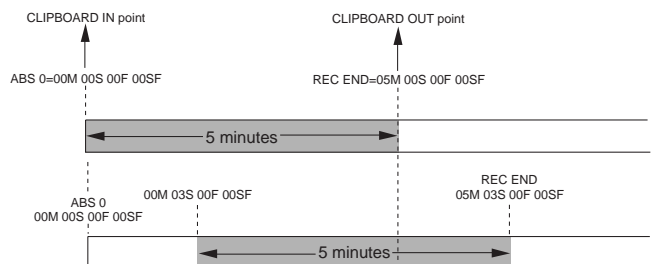 CLIPBOARD IN point
CLIPBOARD OUT point
ABS 0=00M 00S 00F 00SF
REC END=05M 00S 00F 00SF
5 minutes
ABS 0
00M 00S 00F 00SF
00M 03S 00F 00SF
REC END
05M 03S 00F 00SF
5 minutes